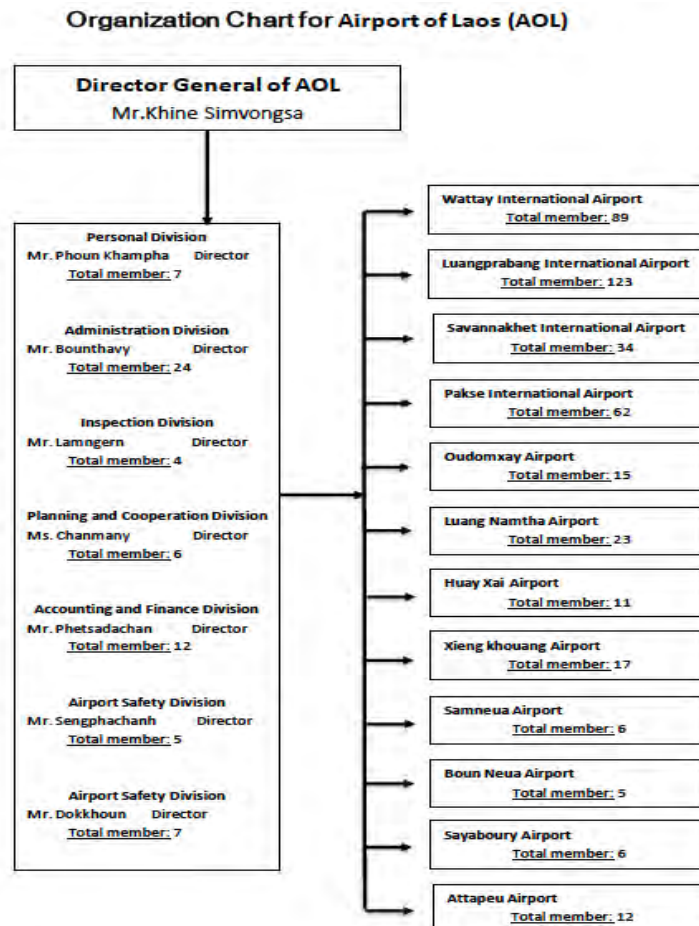 Organization Chart for Airport of Laos (AOL)
Director General of AOL
Mr.Khine Simvongsa
Personal Division
Mr. Phoun Khampha Director
Total member: 7
Administration Division
Mr. Bounthavy Director
Total member: 24
Inspection Division
Mr. Lamngern Director
Total member: 4
Planning and Cooperation Division
Ms. Chanmany Director
Total member: 6
Accounting and Finance Division
Mr. Phetsadachan Director
Total member: 12
Airport Safety Division
Mr. Sengphachanh Director
Total member: 5
Airport Safety Division
Mr. Dokkhoun Director
Total member: 7
Wattay International Airport
Total member: 89
Luangprabang International Airport
Total member: 123
Savannakhet International Airport
Total member: 34
Pakse International Airport
Total member: 62
Oudomxay Airport
Total member: 15
Luang Namtha Airport
Total member: 23
Huay Xai Airport
Total member: 11
Xieng khouang Airport
Total member: 17
Samneua Airport
Total member: 6
Boun Neua Airport
Total member: 5
Sayaboury Airport
Total member: 6
Attapeu Airport
Total member: 12